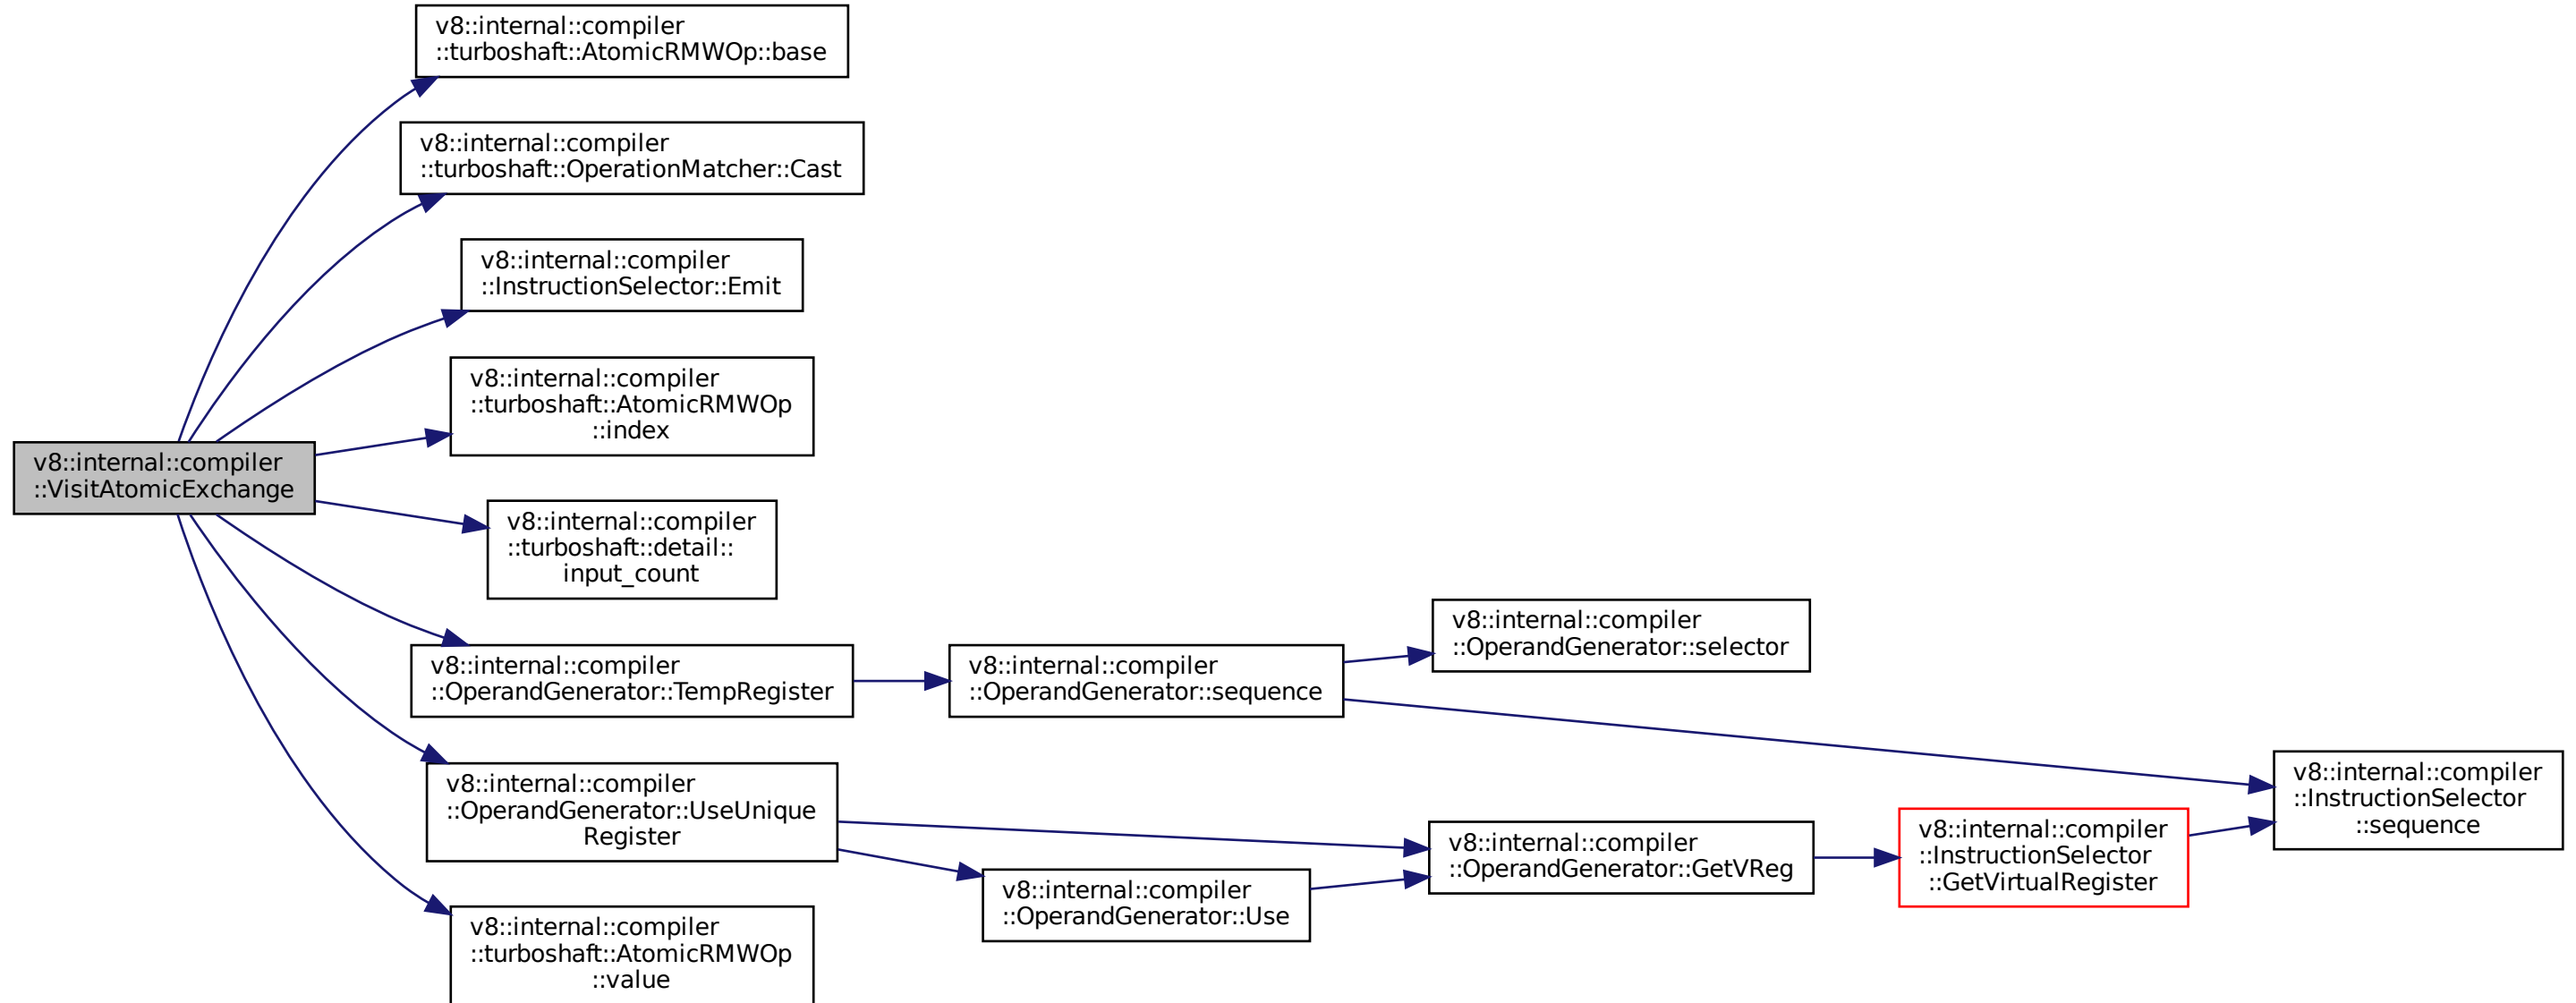 v8::internal::compiler
::turboshaft::AtomicRMWOp::base
v8::internal::compiler
::turboshaft::OperationMatcher::Cast
v8::internal::compiler
::InstructionSelector::Emit
v8::internal::compiler
::turboshaft::AtomicRMWOp
::index
v8::internal::compiler
::VisitAtomicExchange
v8::internal::compiler
::turboshaft::detail::
input_count
v8::internal::compiler
::OperandGenerator::TempRegister
v8::internal::compiler
::OperandGenerator::sequence
v8::internal::compiler
::OperandGenerator::selector
v8::internal::compiler
::OperandGenerator::UseUnique
Register
v8::internal::compiler
::OperandGenerator::Use
v8::internal::compiler
::OperandGenerator::GetVReg
v8::internal::compiler
::InstructionSelector
::GetVirtualRegister
v8::internal::compiler
::InstructionSelector
::sequence
v8::internal::compiler
::turboshaft::AtomicRMWOp
::value